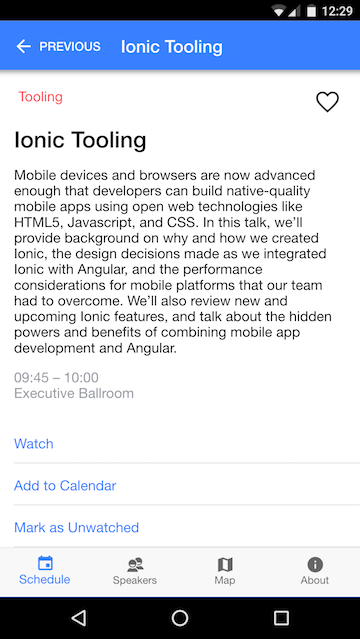 12:29
PREVIOUS Ionic Tooling
Tooling
Ionic Tooling
Mobile devices and browsers are now advanced
enough that developers can build native-quality
mobile apps using open web technologies like
HTML5, Javascript, and CSS. In this talk, we’ll
provide background on why and how we created
Ionic, the design decisions made as we integrated
Ionic with Angular, and the performance
considerations for mobile platforms that our team
had to overcome. We’ll also review new and
upcoming Ionic features, and talk about the hidden
powers and benefits of combining mobile app
development and Angular.
09:45 – 10:00
Executive Ballroom
Watch
Add to Calendar
Mark as Unwatched
Schedule Speakers Map About